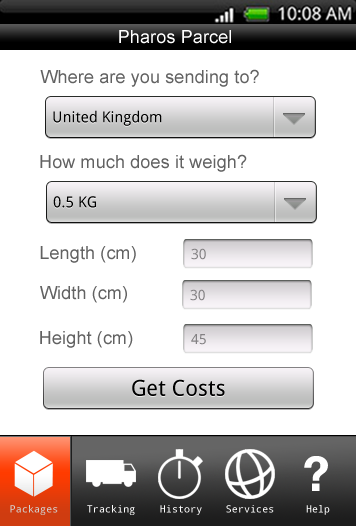 10:08 AM
Pharos Parcel
Where are you sending to?
United Kingdom
How much does it weigh?
0.5 KG
Length (cm) 30
Width (cm) 30
Height (cm) 45
Get Costs
Packages Tracking History Services Help